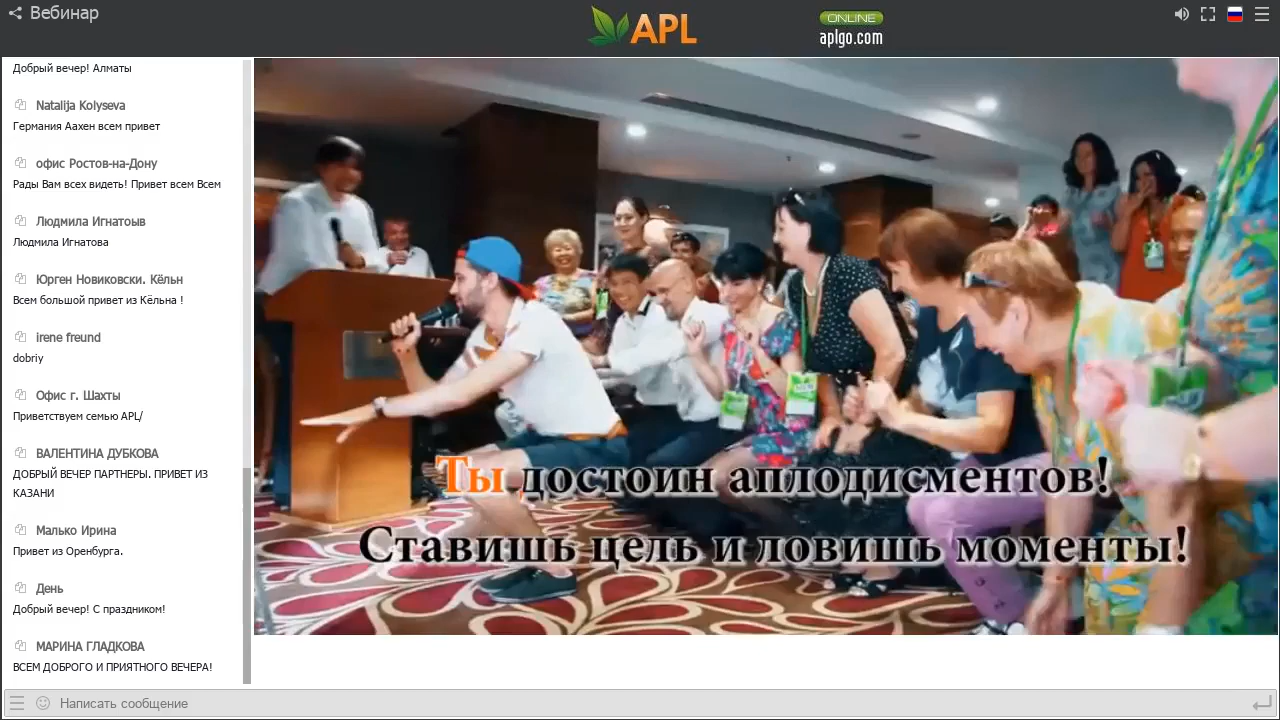 Вебинар
APL
ONLINE
aplgo.com
Добрый вечер! Алматы
Natalija Kolyseva
Германия Аахен всем привет
офис Ростов-на-Дону
Рады Вам всех видеть! Привет всем Всем
Людмила Игнатоыв
Людмила Игнатова
Юрген Новиковски. Кёльн
Всем большой привет из Кёльна !
irene freund
dobriy
Офис г. Шахты
Приветствуем семью APL/
ВАЛЕНТИНА ДУБКОВА
ДОБРЫЙ ВЕЧЕР ПАРТНЕРЫ. ПРИВЕТ ИЗ
КАЗАНИ
Малько Ирина
Привет из Оренбурга.
День
Добрый вечер! С праздником!
МАРИНА ГЛАДКОВА
ВСЕМ ДОБРОГО И ПРИЯТНОГО ВЕЧЕРА!
Ты достоин аплодисментов!
Ставишь цель и ловишь моменты!
Написать сообщение